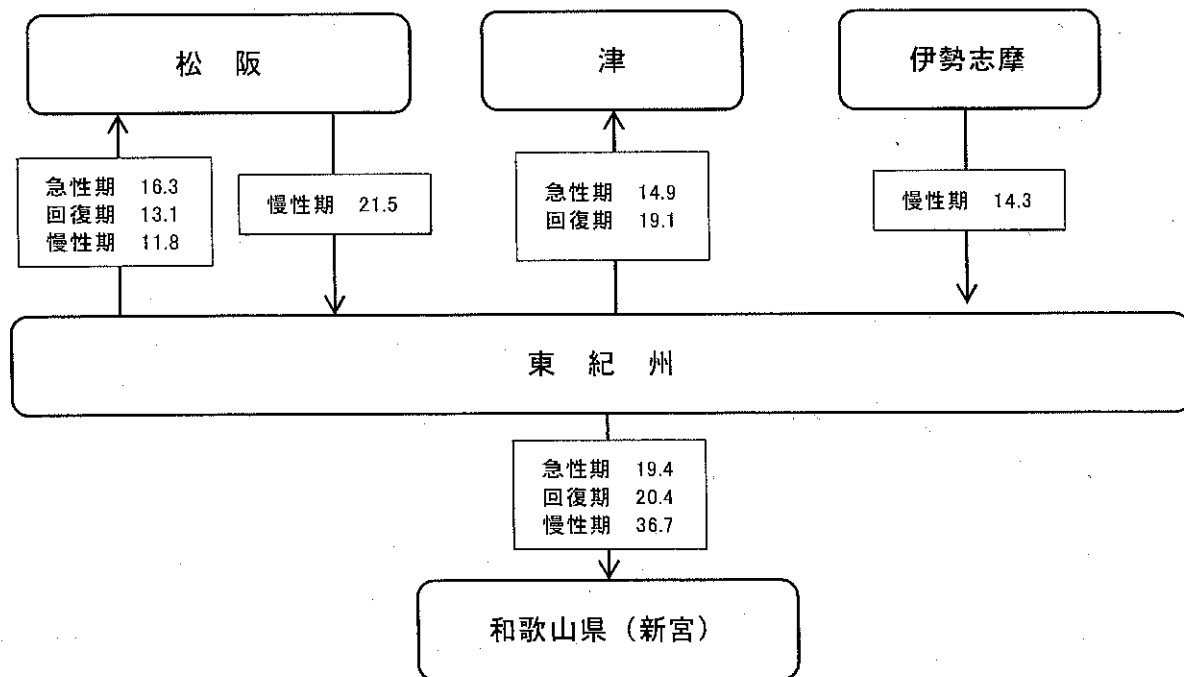 松 阪
津
伊勢志摩
急性期 16.3
回復期 13.1
慢性期 11.8
慢性期 21.5
急性期 14.9
回復期 19.1
慢性期 14.3
東 紀 州
急性期 19.4
回復期 20.4
慢性期 36.7
和歌山県（新宮）